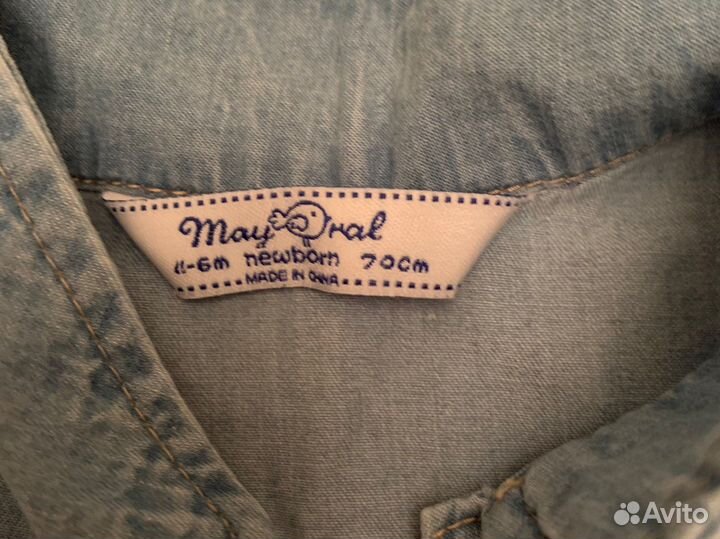 mayoral
4-6m newborn 70cm
MADE IN CHINA
Avito